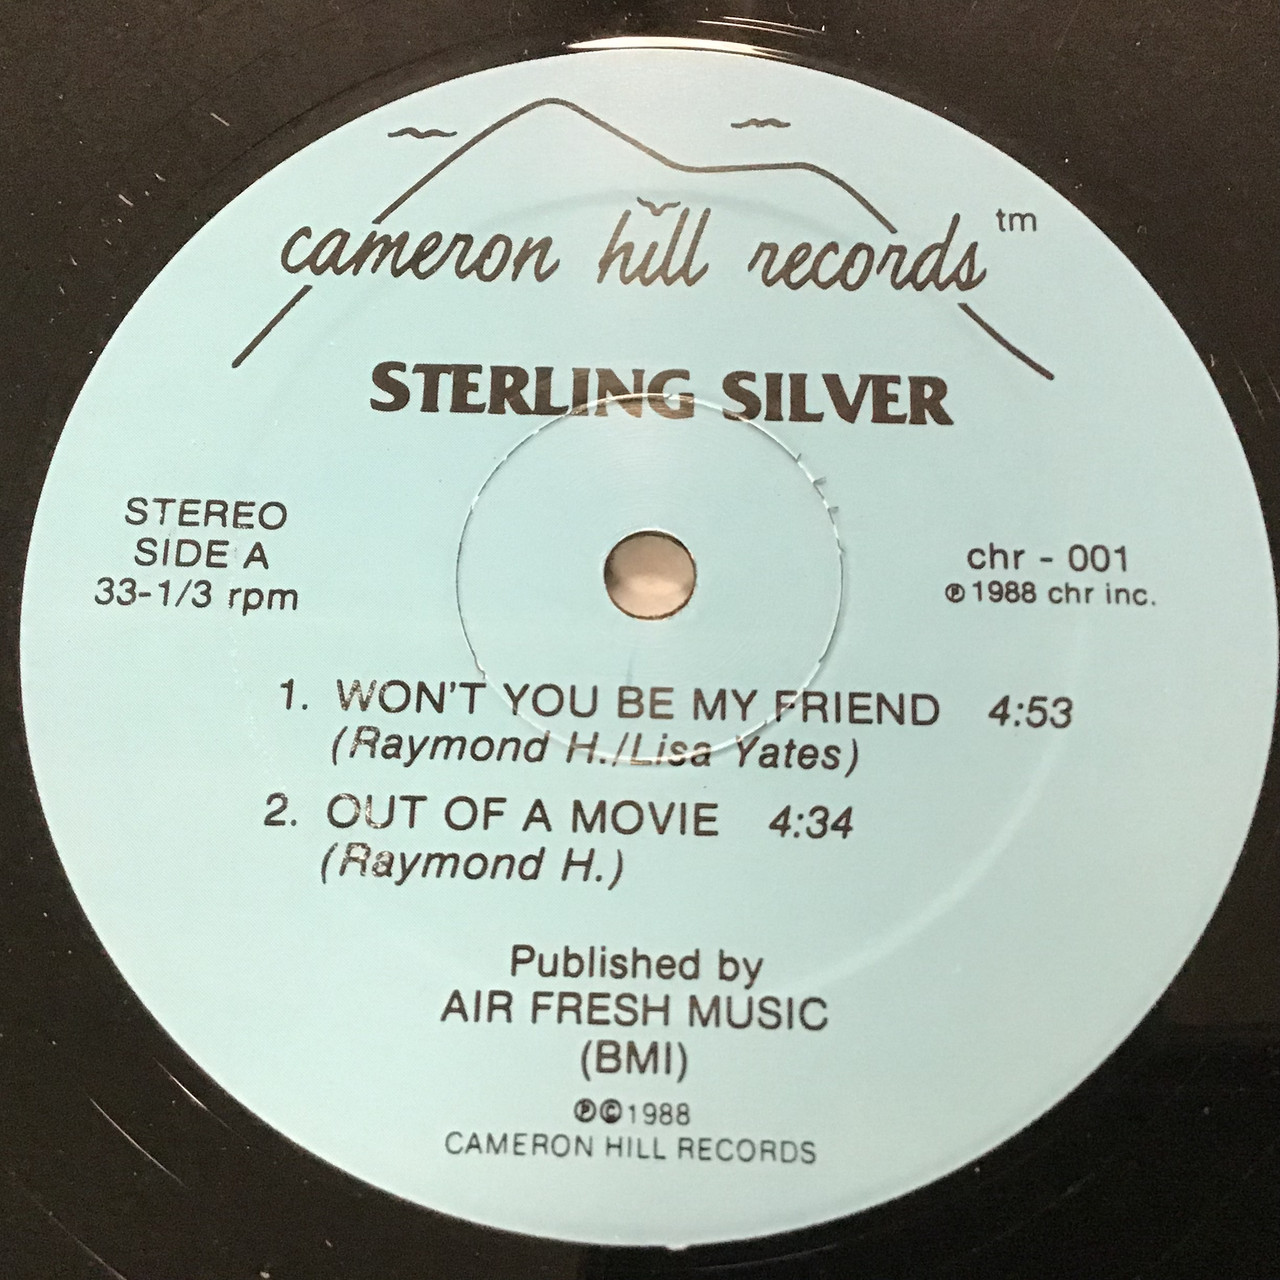 cameron hill records tm
STERLING SILVER
STEREO
SIDE A
33-1/3 rpm
chr - 001
℗ 1988 chr inc.
1. WON'T YOU BE MY FRIEND 4:53
(Raymond H./Lisa Yates)
2. OUT OF A MOVIE 4:34
(Raymond H.)
Published by
AIR FRESH MUSIC
(BMI)
℗©1988
CAMERON HILL RECORDS